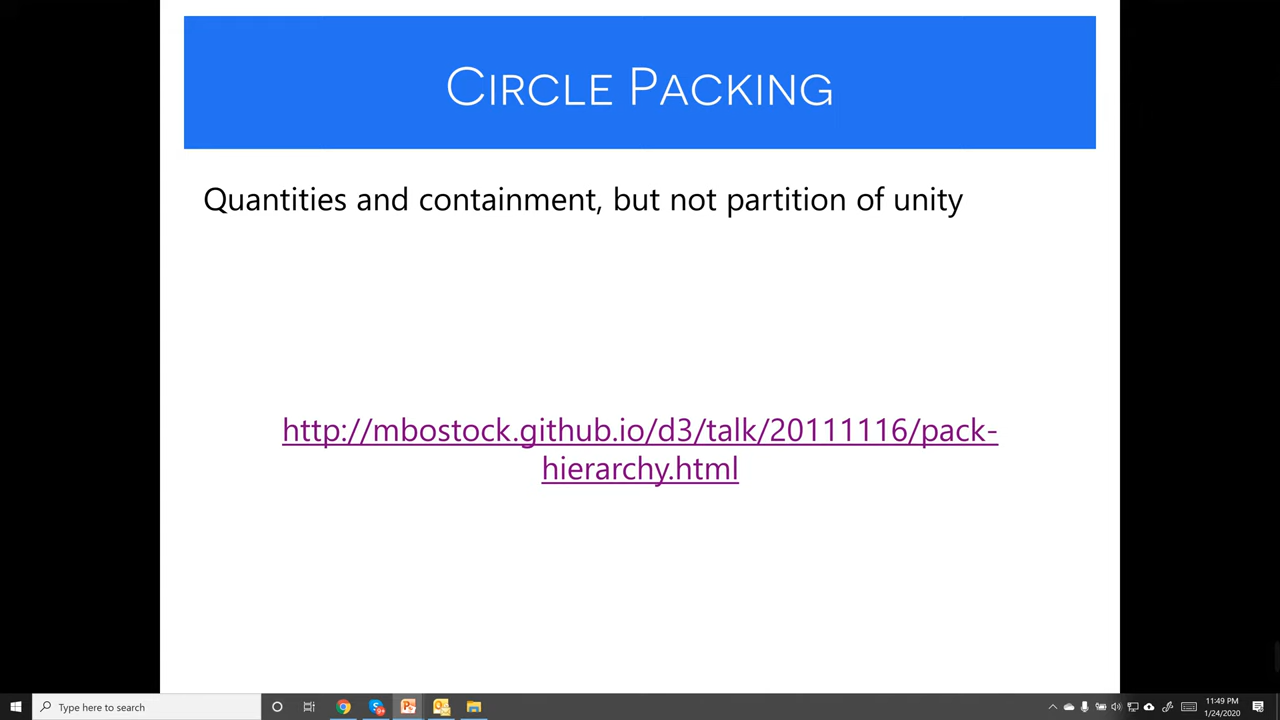 CIRCLE PACKING
Quantities and containment, but not partition of unity
http://mbostock.github.io/d3/talk/20111116/pack-
hierarchy.html
Type here to search
11:49 PM
1/24/2020